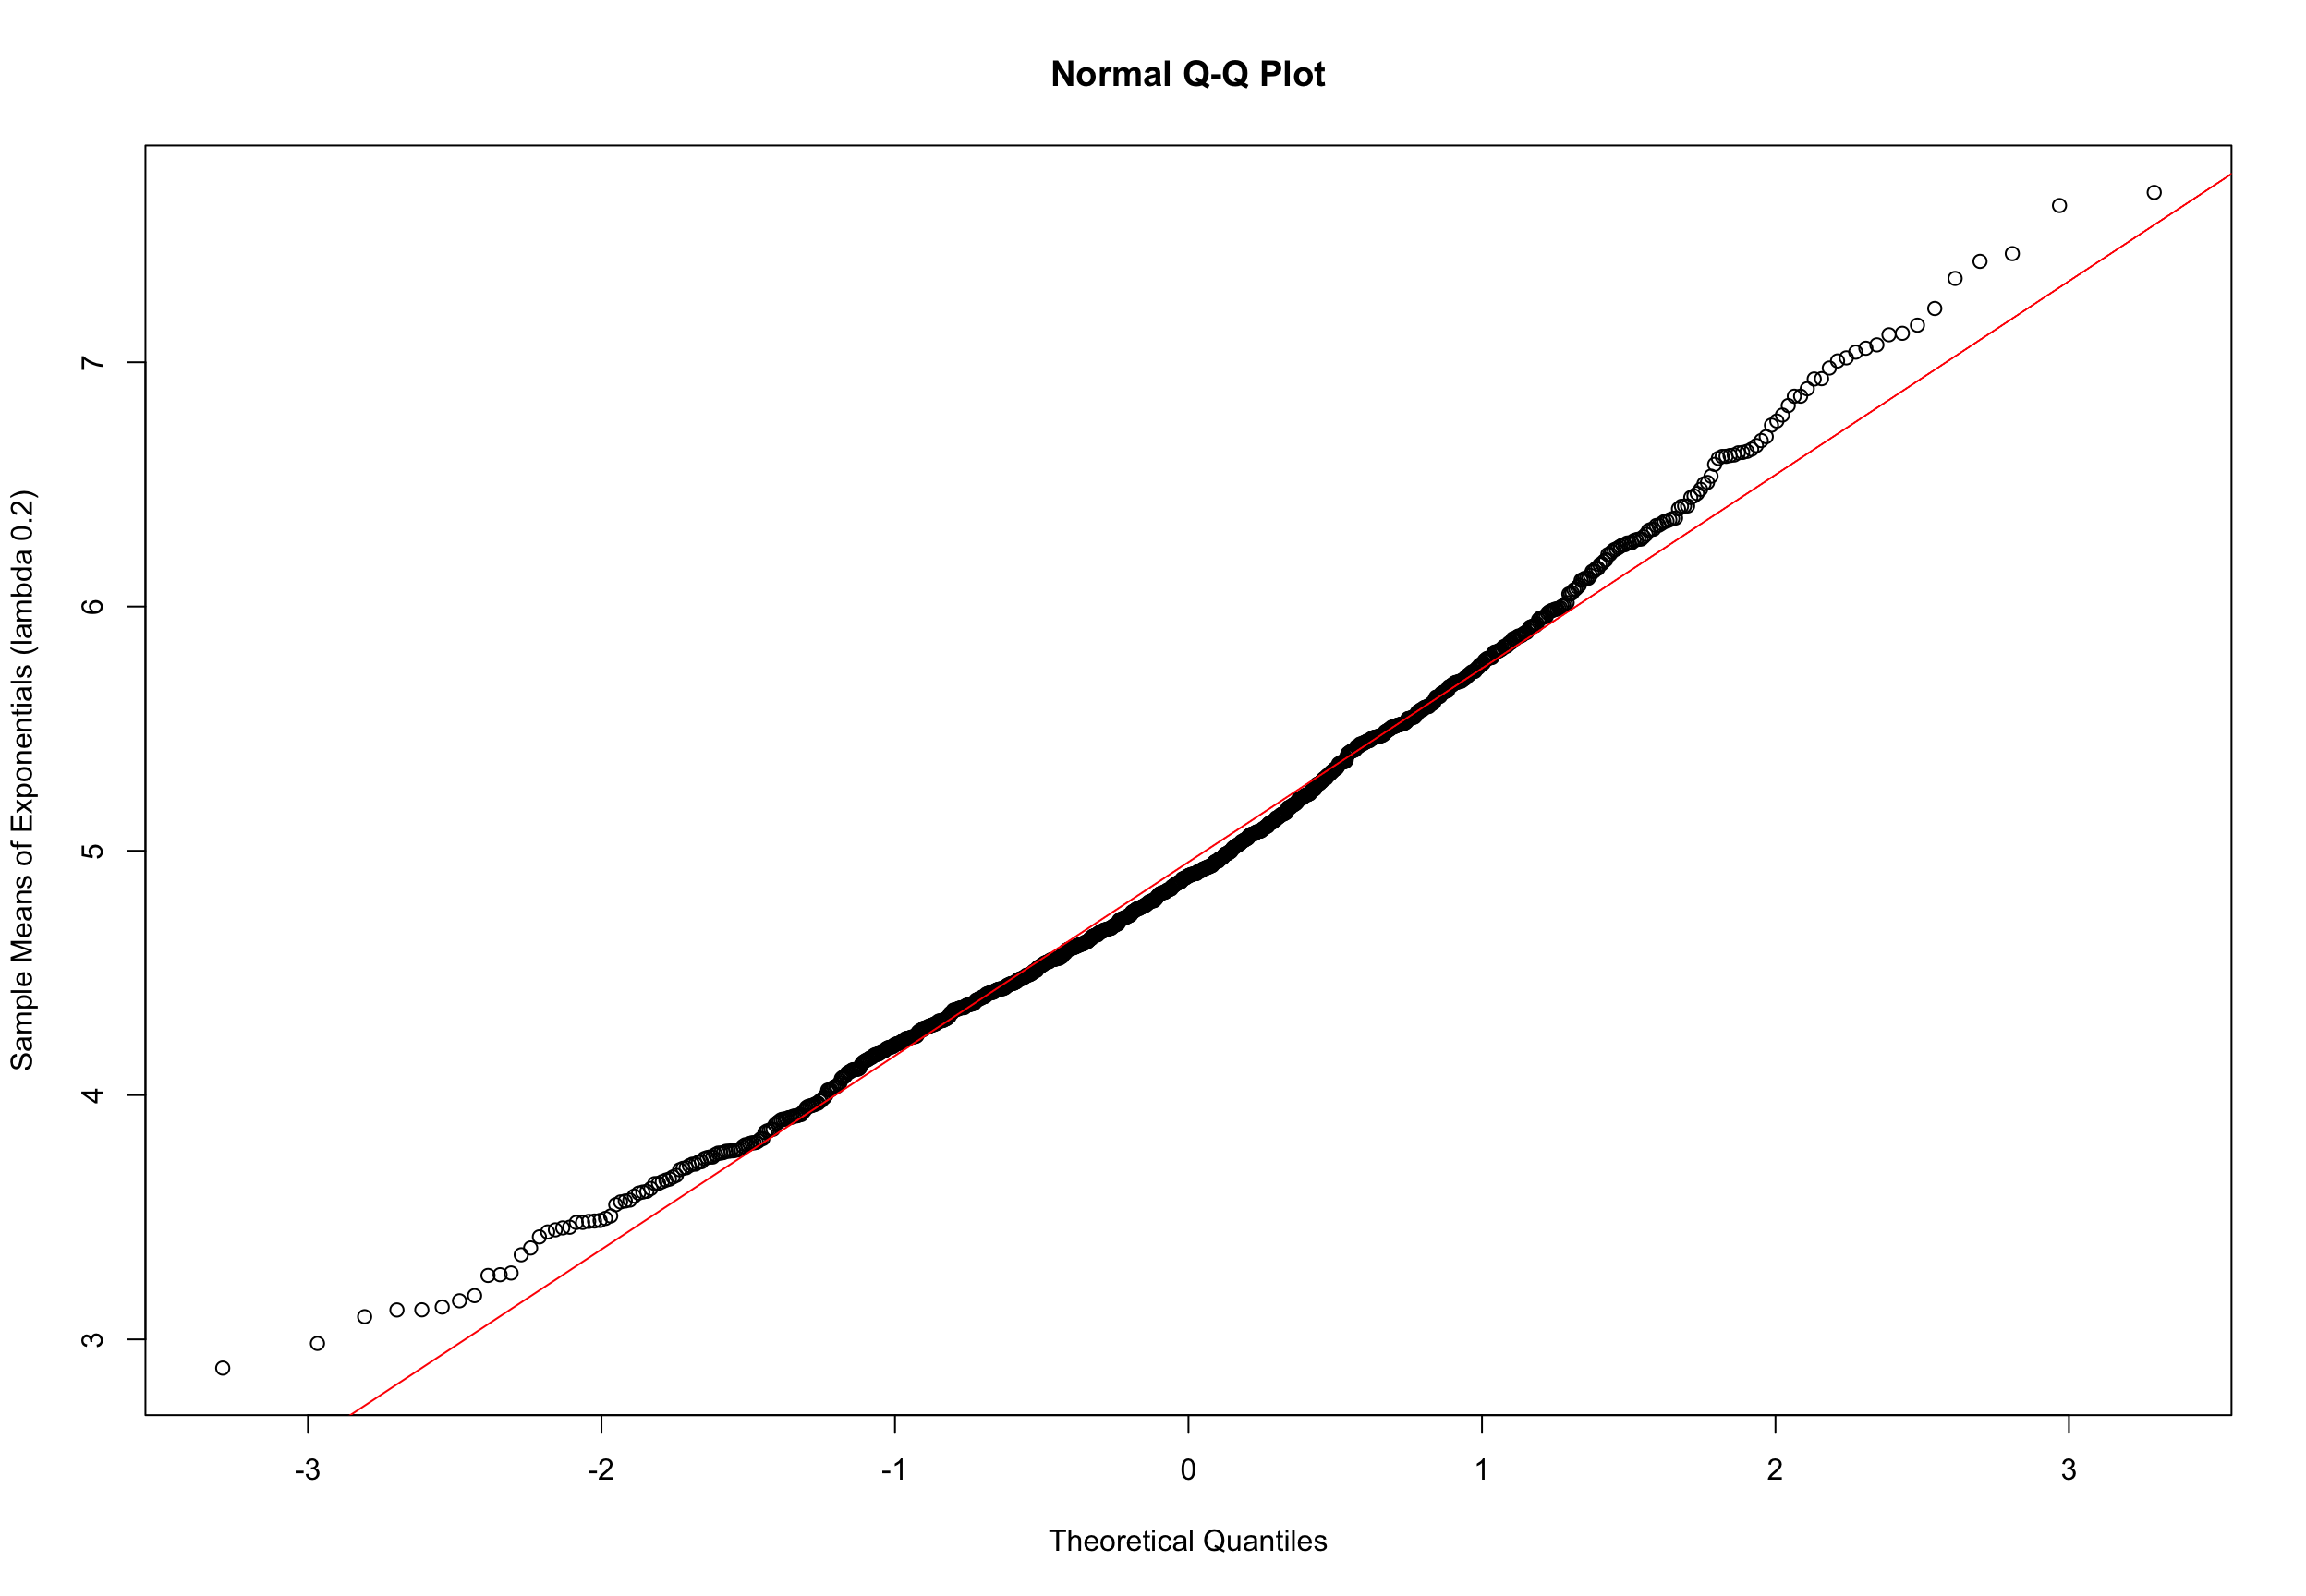 Normal Q-Q Plot
Sample Means of Exponentials (lambda 0.2)
7
6
5
4
3
-3 -2 -1 0 1 2 3
Theoretical Quantiles